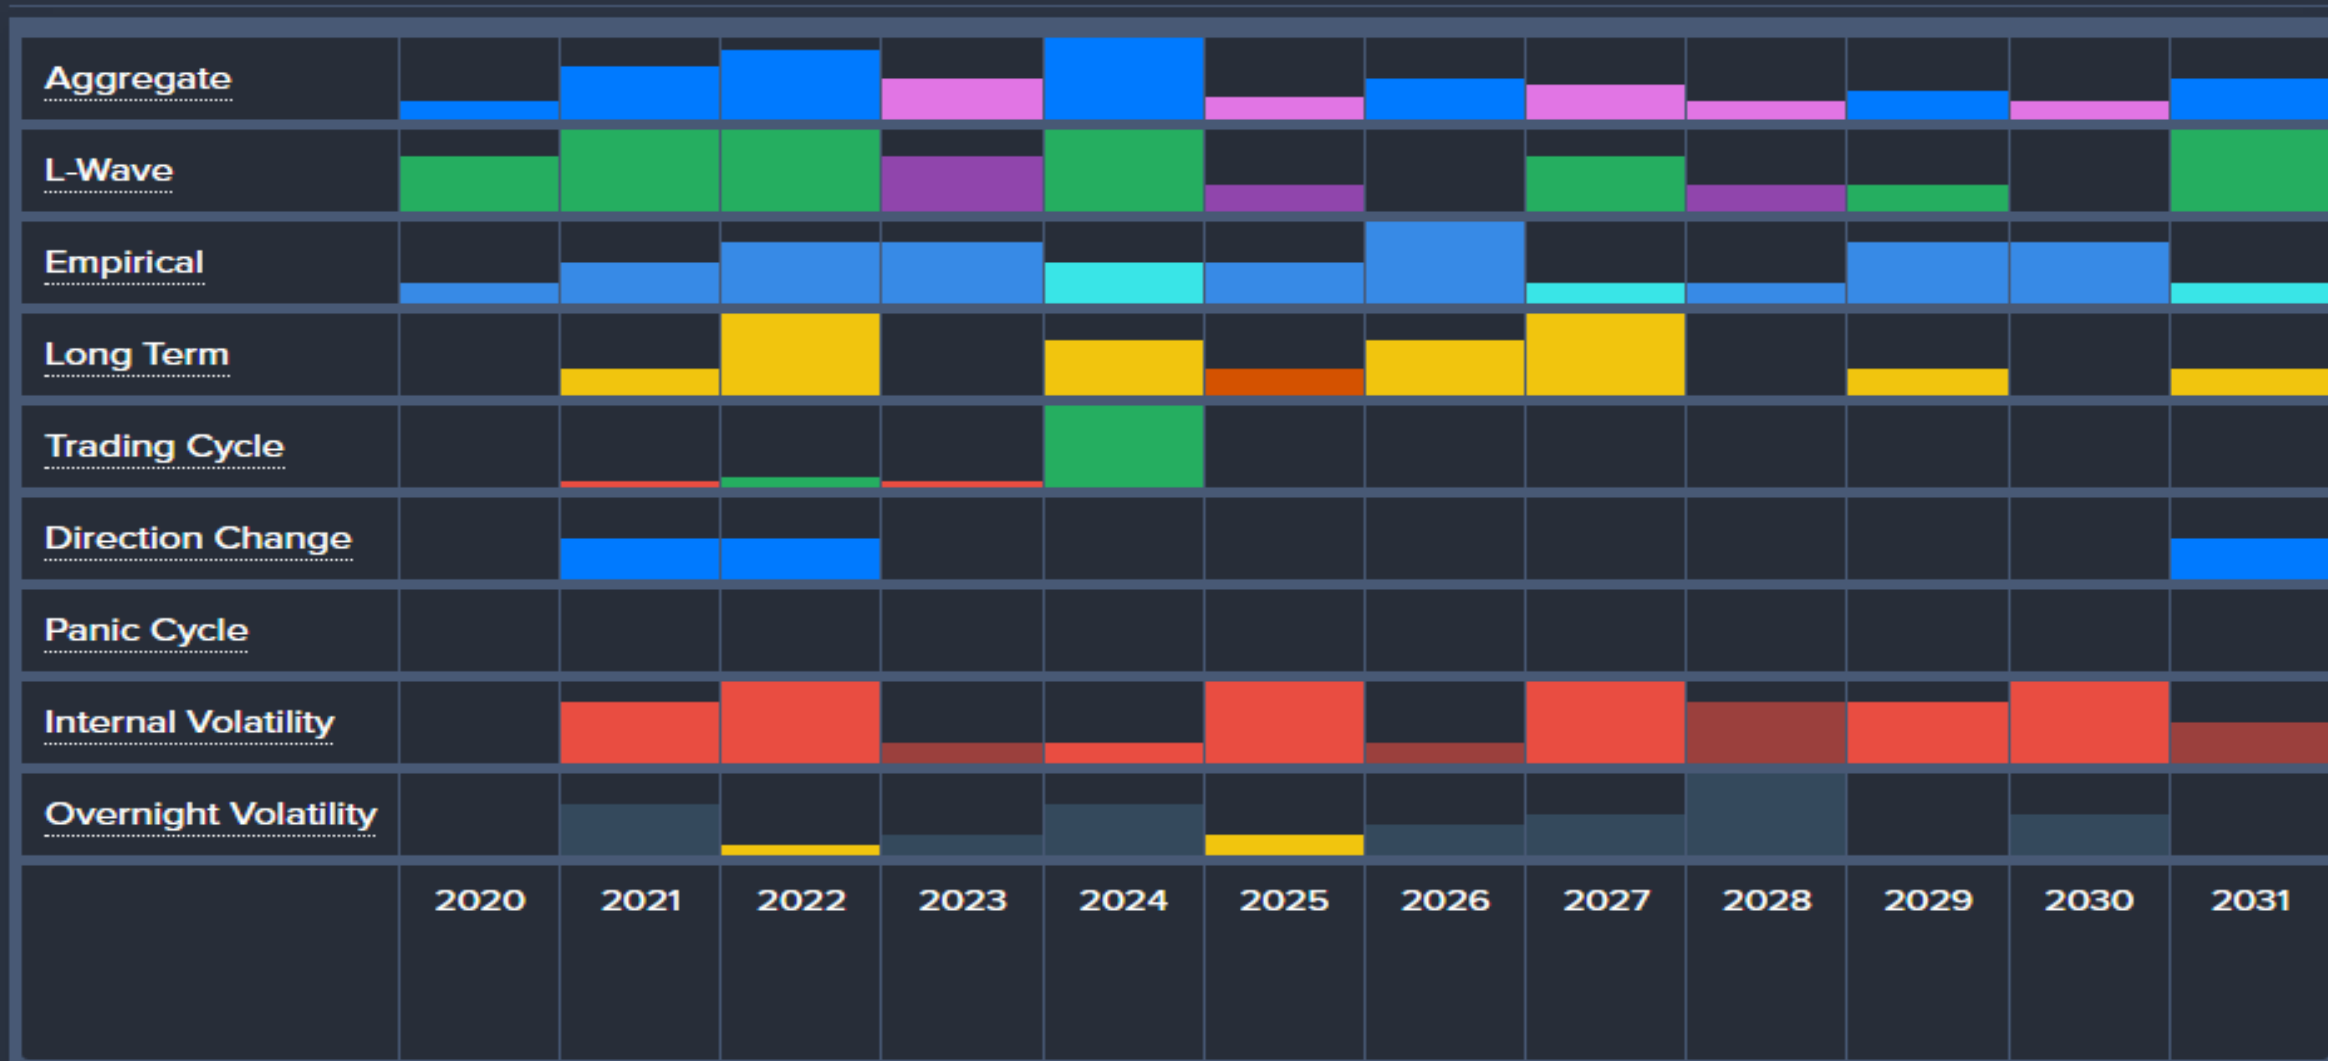 Aggregate
L-Wave
Empirical
Long Term
Trading Cycle
Direction Change
Panic Cycle
Internal Volatility
Overnight Volatility
2020 2021 2022 2023 2024 2025 2026 2027 2028 2029 2030 2031